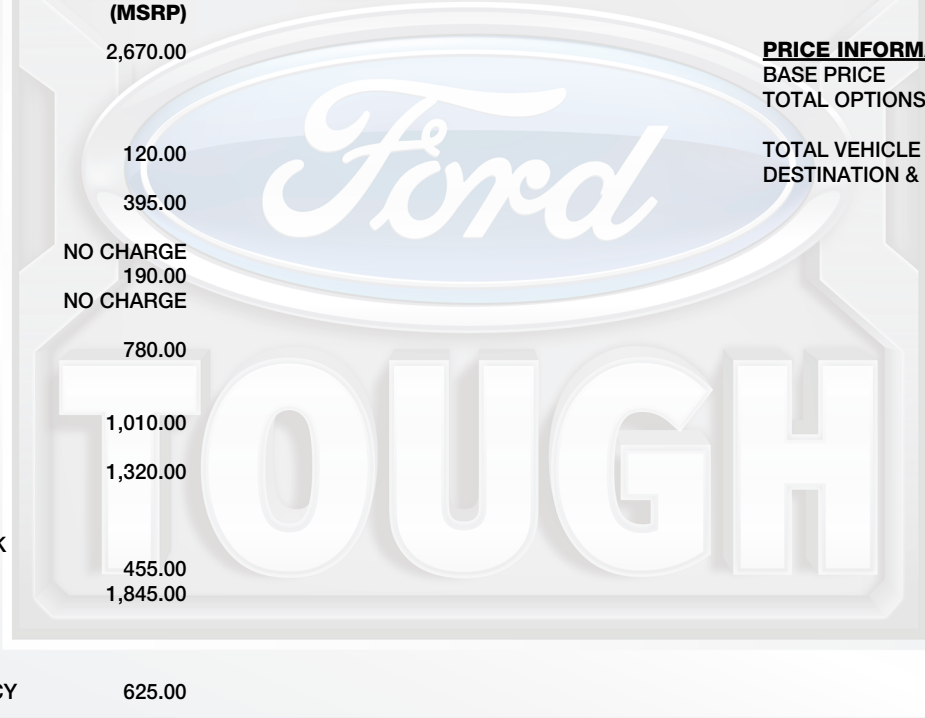 (MSRP)
2,670.00
120.00
395.00
NO CHARGE
190.00
NO CHARGE
780.00
1,010.00
1,320.00
K
455.00
1,845.00
CY 625.00
PRICE INFORMA
BASE PRICE
TOTAL OPTIONS
TOTAL VEHICLE
DESTINATION &
Ford
TOUGH